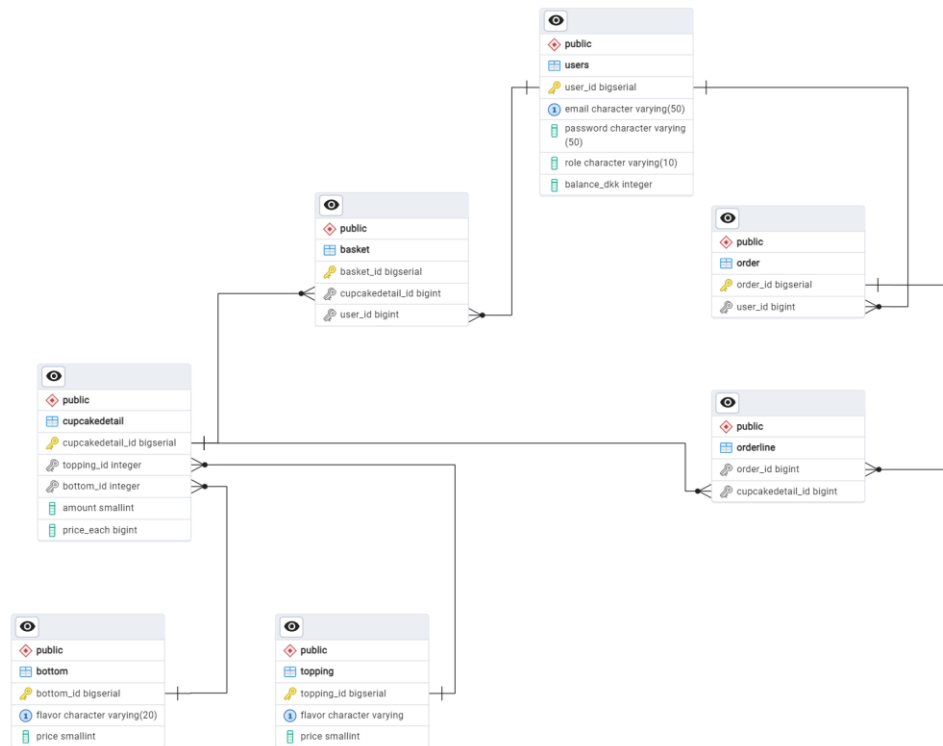 public
users
user_id bigserial
1
email character varying(50)
password character varying
(50)
role character varying(10)
balance_dkk integer
public
basket
basket_id bigserial
cupcakedetail_id bigint
user_id bigint
public
order
order_id bigserial
user_id bigint
public
cupcakedetail
cupcakedetail_id bigserial
topping_id integer
bottom_id integer
amount smallint
price_each bigint
public
orderline
order_id bigint
cupcakedetail_id bigint
public
bottom
bottom_id bigserial
1
flavor character varying(20)
price smallint
public
topping
topping_id bigserial
1
flavor character varying
price smallint